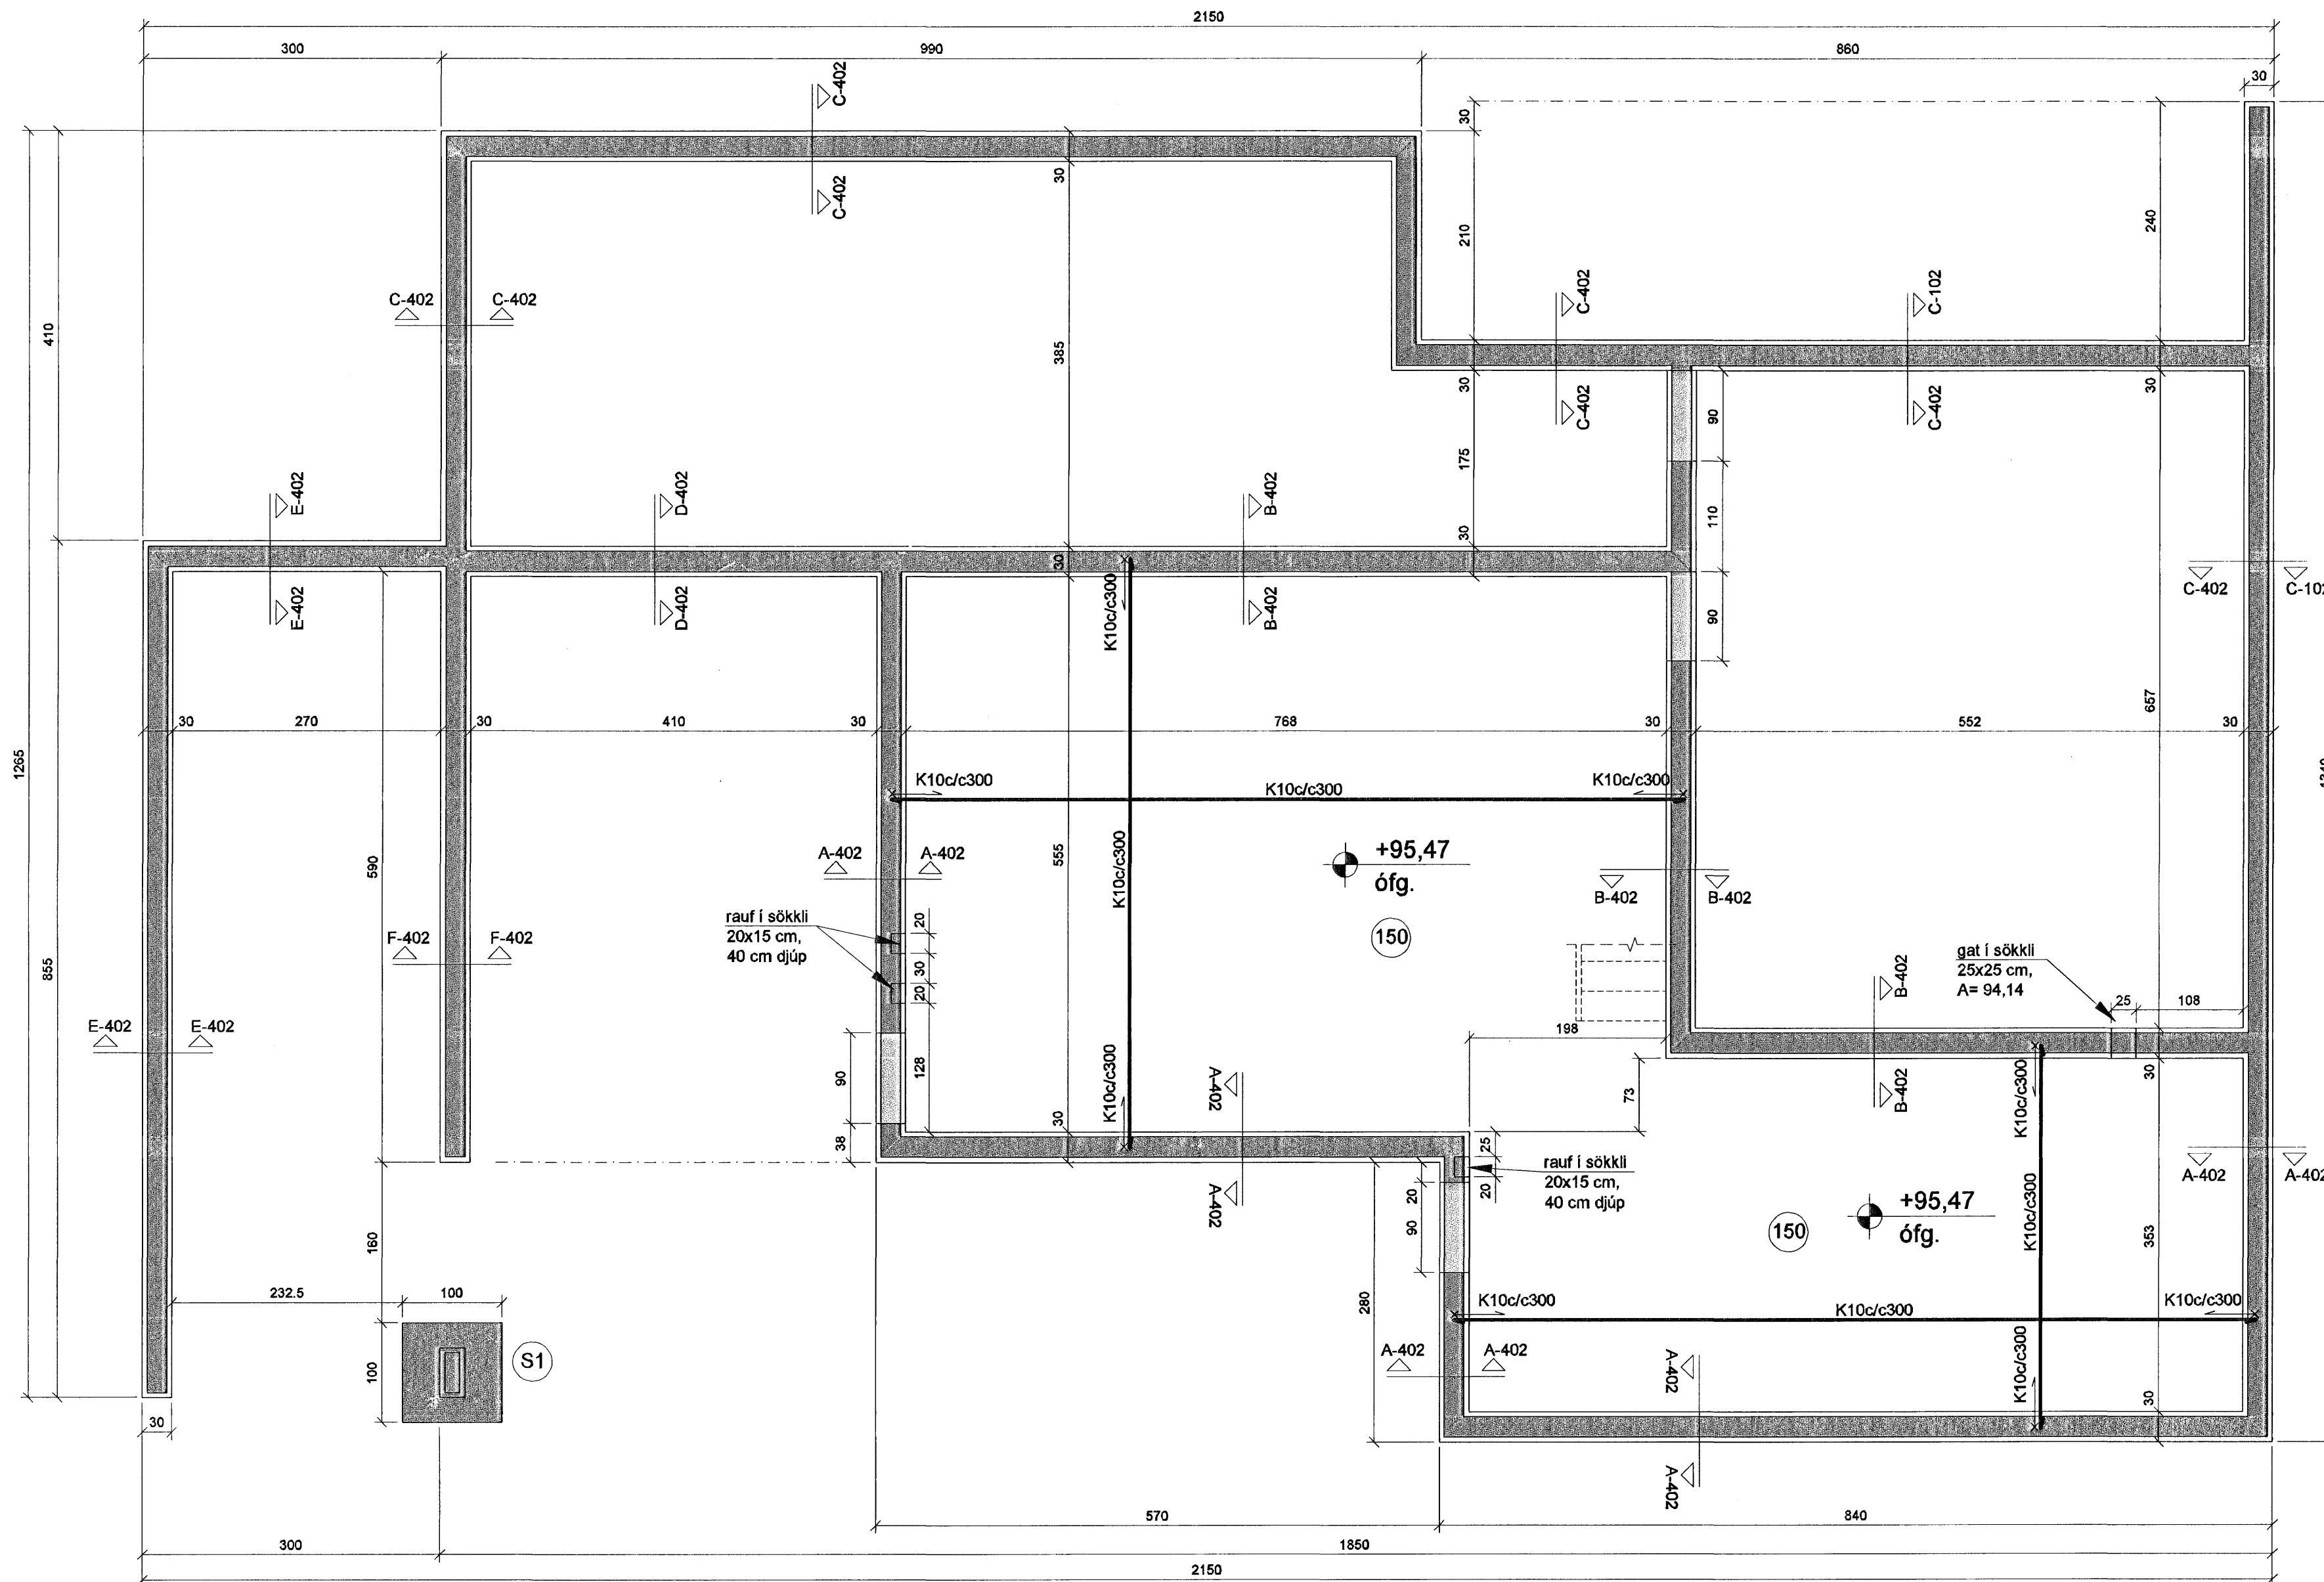 2150
300
990
860
30
C-402
C-402
30
30
210
240
C-402
C-402
C-402
C-102
410
385
30
C-402
C-402
30
90
175
110
E-402
D-402
B-402
30
30
E-402
D-402
B-402
K10c/c300
90
C-402
657
30
270
30
410
30
768
30
552
30
1265
K10c/c300
K10c/c300
K10c/c300
+95,47
ófg.
150
590
555
K10c/c300
A-402
A-402
B-402
B-402
855
rauf í sökkli
20x15 cm,
40 cm djúp
20
30
20
F-402
F-402
gat í sökkli
25x25 cm,
A= 94,14
B-402
25
108
E-402
E-402
198
90
128
38
K10c/c300
30
A-402
A-402
73
B-402
30
K10c/c300
25
20
20
90
rauf í sökkli
20x15 cm,
40 cm djúp
A-402
+95,47
ófg.
150
K10c/c300
353
160
232.5
100
100
S1
30
280
K10c/c300
K10c/c300
K10c/c300
A-402
A-402
A-402
A-402
K10c/c300
30
570
840
300
1850
2150